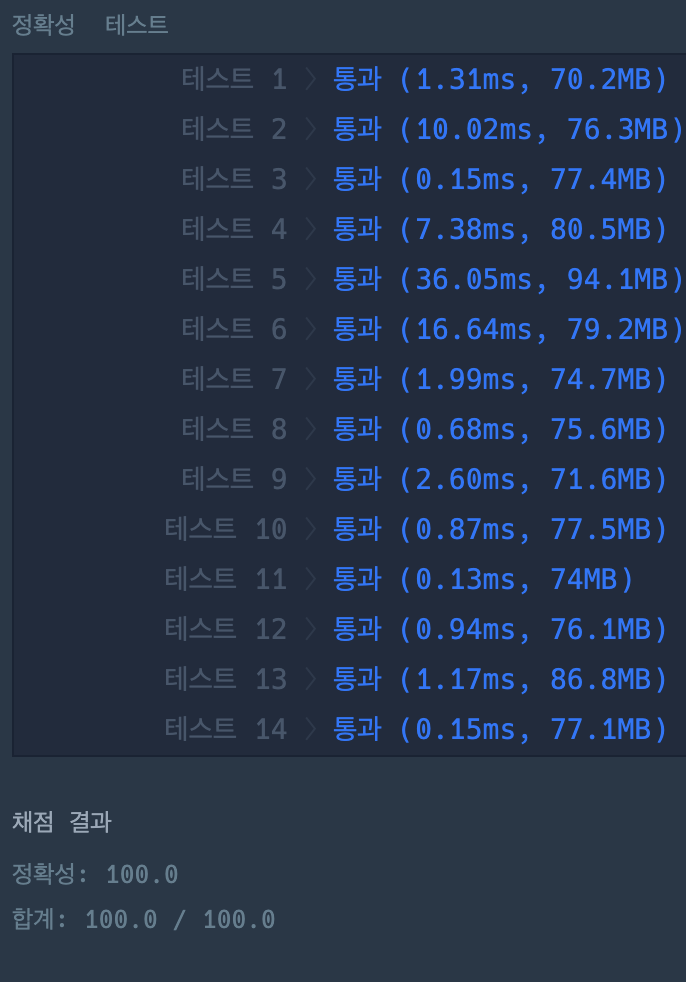 정확성 테스트
테스트 1 〉 통과 (1.31ms, 70.2MB)
테스트 2 〉 통과 (10.02ms, 76.3MB)
테스트 3 〉 통과 (0.15ms, 77.4MB)
테스트 4 〉 통과 (7.38ms, 80.5MB)
테스트 5 〉 통과 (36.05ms, 94.1MB)
테스트 6 〉 통과 (16.64ms, 79.2MB)
테스트 7 〉 통과 (1.99ms, 74.7MB)
테스트 8 〉 통과 (0.68ms, 75.6MB)
테스트 9 〉 통과 (2.60ms, 71.6MB)
테스트 10 〉 통과 (0.87ms, 77.5MB)
테스트 11 〉 통과 (0.13ms, 74MB)
테스트 12 〉 통과 (0.94ms, 76.1MB)
테스트 13 〉 통과 (1.17ms, 86.8MB)
테스트 14 〉 통과 (0.15ms, 77.1MB)
채점 결과
정확성: 100.0
합계: 100.0 / 100.0